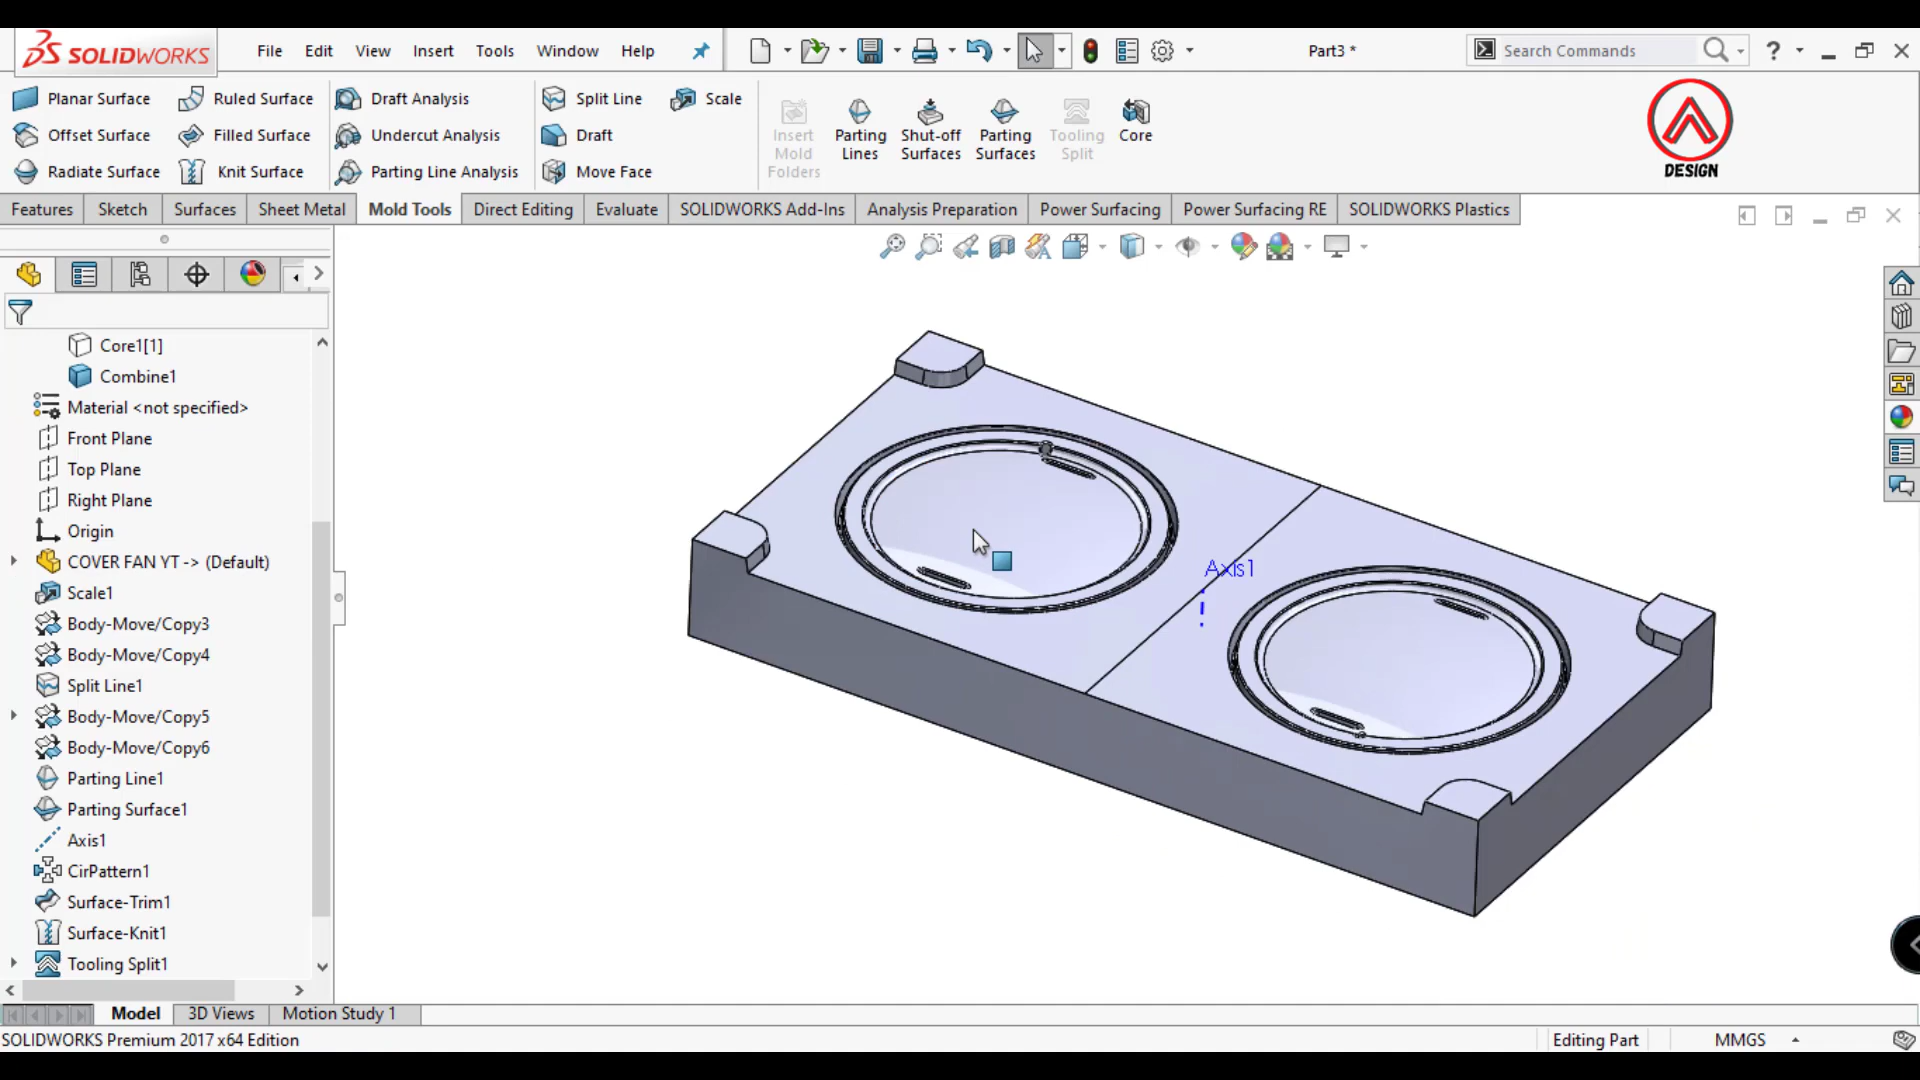 SOLIDWORKS File Edit View Insert Tools Window Help Part3 * Search Commands ?
Planar Surface Ruled Surface Draft Analysis Split Line Scale
Offset Surface Filled Surface Undercut Analysis Draft
Radiate Surface Knit Surface Parting Line Analysis Move Face
Insert Mold Folders
Parting Lines
Shut-off Surfaces
Parting Surfaces
Tooling Split
Core
DESIGN
Features Sketch Surfaces Sheet Metal Mold Tools Direct Editing Evaluate SOLIDWORKS Add-Ins Analysis Preparation Power Surfacing Power Surfacing RE SOLIDWORKS Plastics
Core1[1]
Combine1
Material <not specified>
Front Plane
Top Plane
Right Plane
Origin
COVER FAN YT -> (Default)
Scale1
Body-Move/Copy3
Body-Move/Copy4
Split Line1
Body-Move/Copy5
Body-Move/Copy6
Parting Line1
Parting Surface1
Axis1
CirPattern1
Surface-Trim1
Surface-Knit1
Tooling Split1
Axis1
Model 3D Views Motion Study 1
SOLIDWORKS Premium 2017 x64 Edition Editing Part MMGS